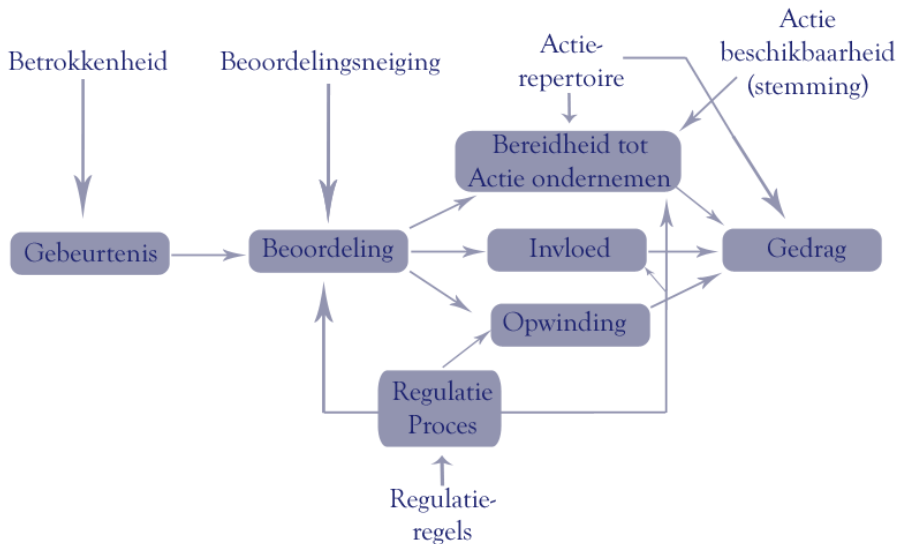 Betrokkenheid
Beoordelingsneiging
Actie-
repertoire
Actie
beschikbaarheid
(stemming)
Bereidheid tot
Actie ondernemen
Gebeurtenis
Beoordeling
Invloed
Gedrag
Opwinding
Regulatie
Proces
Regulatie-
regels